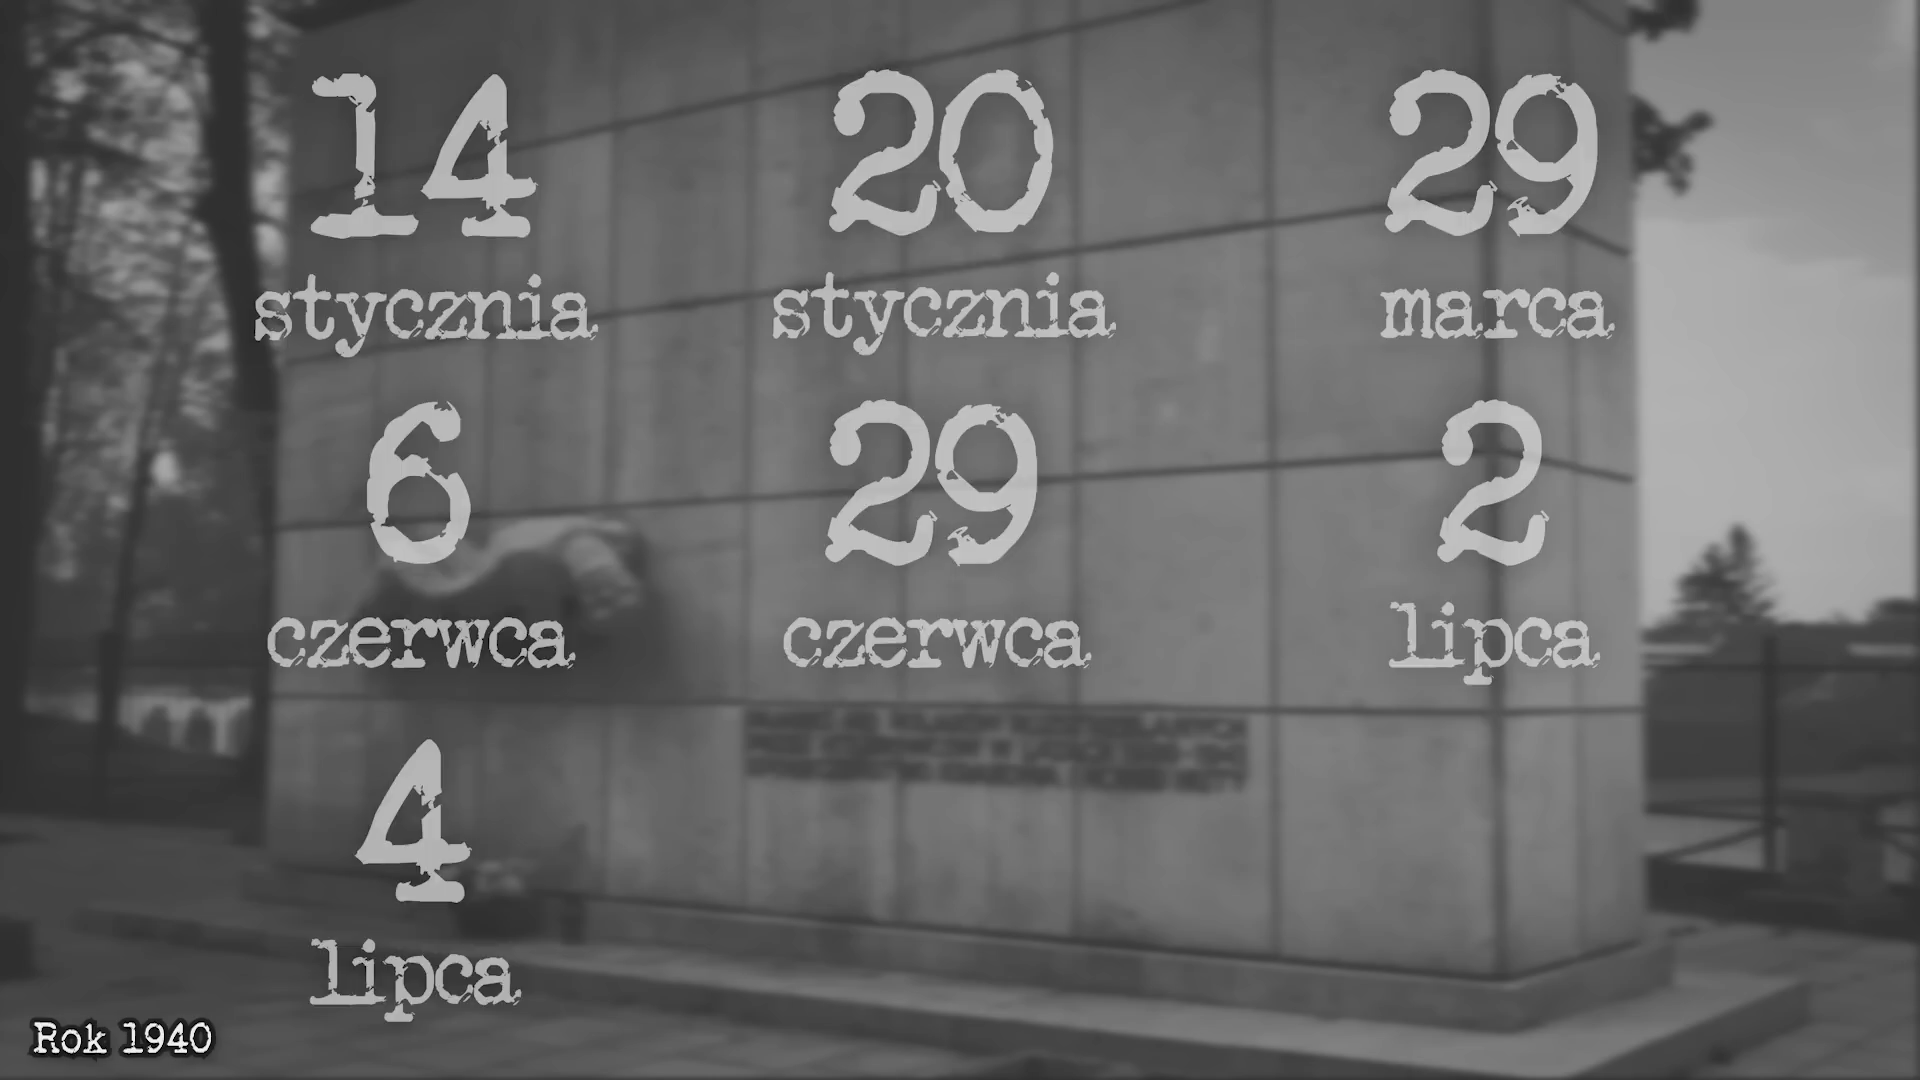 14 20 29
stycznia stycznia marca
6 29 2
czerwca czerwca lipca
4
lipca
Rok 1940